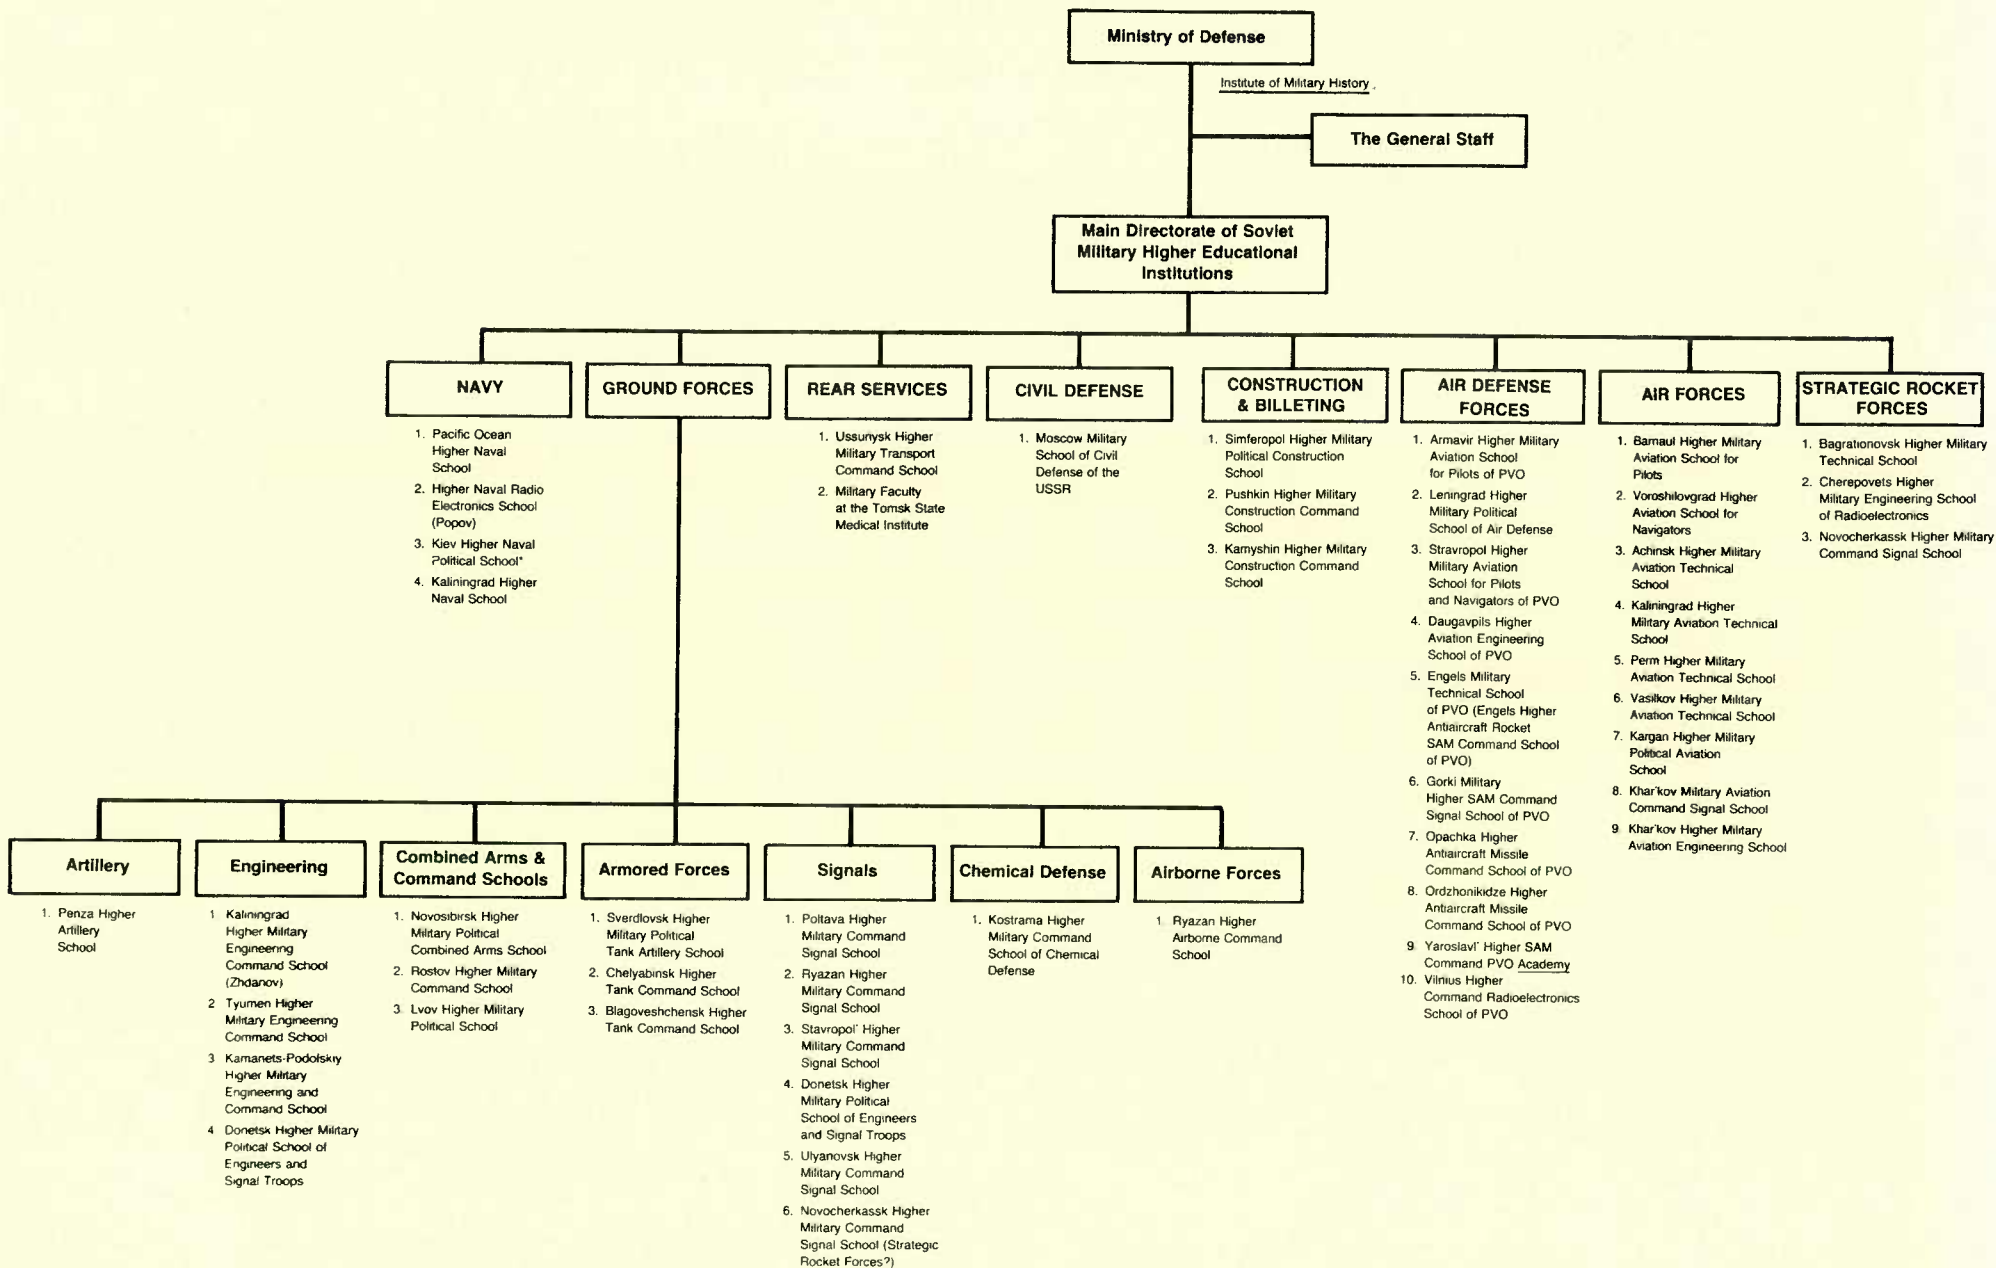 Ministry of Defense
Institute of Military History
The General Staff
Main Directorate of Soviet
Military Higher Educational
Institutions
NAVY
1. Pacific Ocean
Higher Naval
School
2. Higher Naval Radio
Electronics School
(Popov)
3. Kiev Higher Naval
Political School*
4. Kaliningrad Higher
Naval School
GROUND FORCES
REAR SERVICES
1. Ussuriysk Higher
Military Transport
Command School
2. Military Faculty
at the Tomsk State
Medical Institute
CIVIL DEFENSE
1. Moscow Military
School of Civil
Defense of the
USSR
CONSTRUCTION
& BILLETING
1. Simferopol Higher Military
Political Construction
School
2. Pushkin Higher Military
Construction Command
School
3. Kamyshin Higher Military
Construction Command
School
AIR DEFENSE
FORCES
1. Armavir Higher Military
Aviation School
for Pilots of PVO
2. Leningrad Higher
Military Political
School of Air Defense
3. Stravropol Higher
Military Aviation
School for Pilots
and Navigators of PVO
4. Daugavpils Higher
Aviation Engineering
School of PVO
5. Engels Military
Technical School
of PVO (Engels Higher
Antiaircraft Rocket
SAM Command School
of PVO)
6. Gorki Military
Higher SAM Command
Signal School of PVO
7. Opachka Higher
Antiaircraft Missile
Command School of PVO
8. Ordzhonikidze Higher
Antiaircraft Missile
Command School of PVO
9 Yaroslavl' Higher SAM
Command PVO Academy
10. Vilnius Higher
Command Radioelectronics
School of PVO
AIR FORCES
1. Barnaul Higher Military
Aviation School for
Pilots
2. Voroshilovgrad Higher
Aviation School for
Navigators
3. Achinsk Higher Military
Aviation Technical
School
4. Kaliningrad Higher
Military Aviation Technical
School
5. Perm Higher Military
Aviation Technical School
6. Vasilkov Higher Military
Aviation Technical School
7. Kargan Higher Military
Political Aviation
School
8. Khar'kov Military Aviation
Command Signal School
9 Khar'kov Higher Military
Aviation Engineering School
STRATEGIC ROCKET
FORCES
1. Bagrationovsk Higher Military
Technical School
2. Cherepovets Higher
Military Engineering School
of Radioelectronics
3. Novocherkassk Higher Military
Command Signal School
Artillery
1. Penza Higher
Artillery
School
Engineering
1 Kaliningrad
Higher Military
Engineering
Command School
(Zhdanov)
2 Tyumen Higher
Military Engineering
Command School
3 Kamanets-Podolskiy
Higher Military
Engineering and
Command School
4 Donetsk Higher Military
Political School of
Engineers and
Signal Troops
Combined Arms &
Command Schools
1. Novosibirsk Higher
Military Political
Combined Arms School
2. Rostov Higher Military
Command School
3 Lvov Higher Military
Political School
Armored Forces
1. Sverdlovsk Higher
Military Political
Tank Artillery School
2. Chelyabinsk Higher
Tank Command School
3. Blagoveshchensk Higher
Tank Command School
Signals
1. Poltava Higher
Military Command
Signal School
2. Ryazan Higher
Military Command
Signal School
3. Stavropol' Higher
Military Command
Signal School
4. Donetsk Higher
Military Political
School of Engineers
and Signal Troops
5. Ulyanovsk Higher
Military Command
Signal School
6. Novocherkassk Higher
Military Command
Signal School (Strategic
Rocket Forces?)
Chemical Defense
1. Kostrama Higher
Military Command
School of Chemical
Defense
Airborne Forces
1. Ryazan Higher
Airborne Command
School